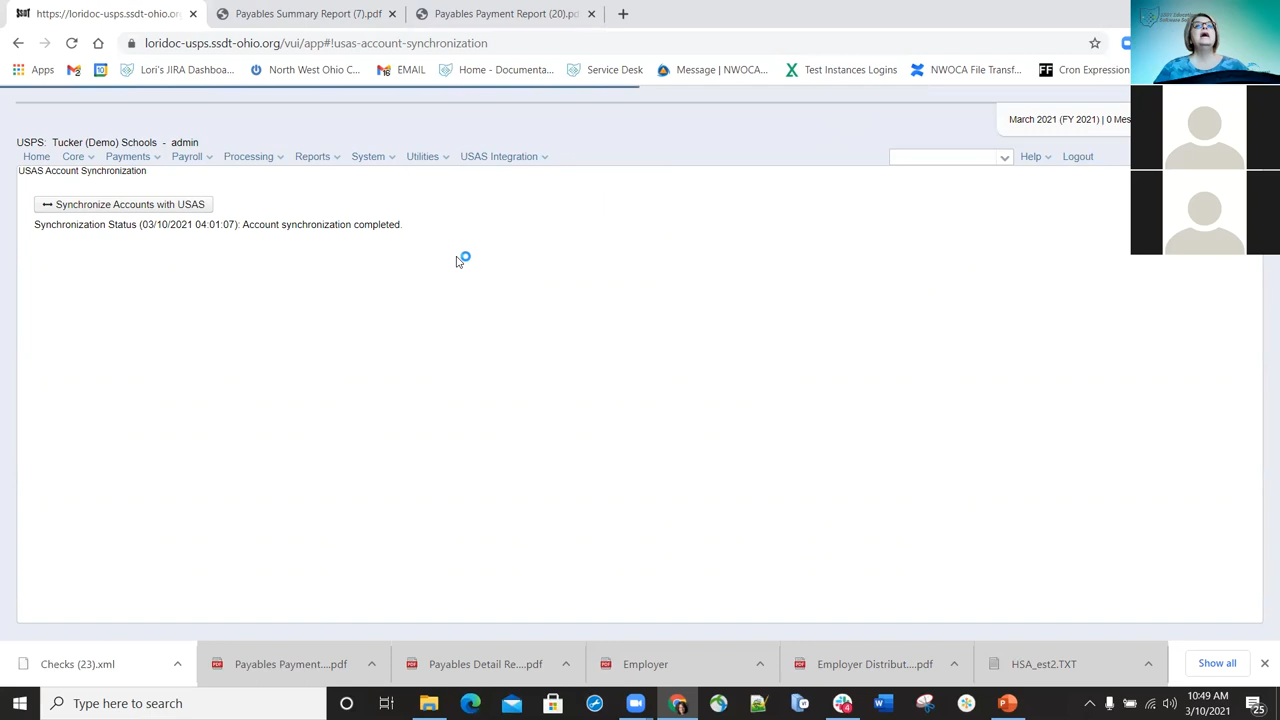 https://loridoc-usps.ssdt-ohio.or
Payables Summary Report (7).pdf
Payables Payment Report (20).pd
loridoc-usps.ssdt-ohio.org/vui/app#!usas-account-synchronization
Apps
Lori's JIRA Dashboa...
North West Ohio C...
EMAIL
Home - Documenta...
Service Desk
Message | NWOCA...
Test Instances Logins
NWOCA File Transf...
FF
Cron Expression
March 2021 (FY 2021) | 0 Mes
USPS: Tucker (Demo) Schools - admin
Home
Core
Payments
Payroll
Processing
Reports
System
Utilities
USAS Integration
Help
Logout
USAS Account Synchronization
Synchronize Accounts with USAS
Synchronization Status (03/10/2021 04:01:07): Account synchronization completed.
Checks (23).xml
Payables Payment....pdf
Payables Detail Re....pdf
Employer
Employer Distribut....pdf
HSA_est2.TXT
Show all
Type here to search
10:49 AM
3/10/2021
25